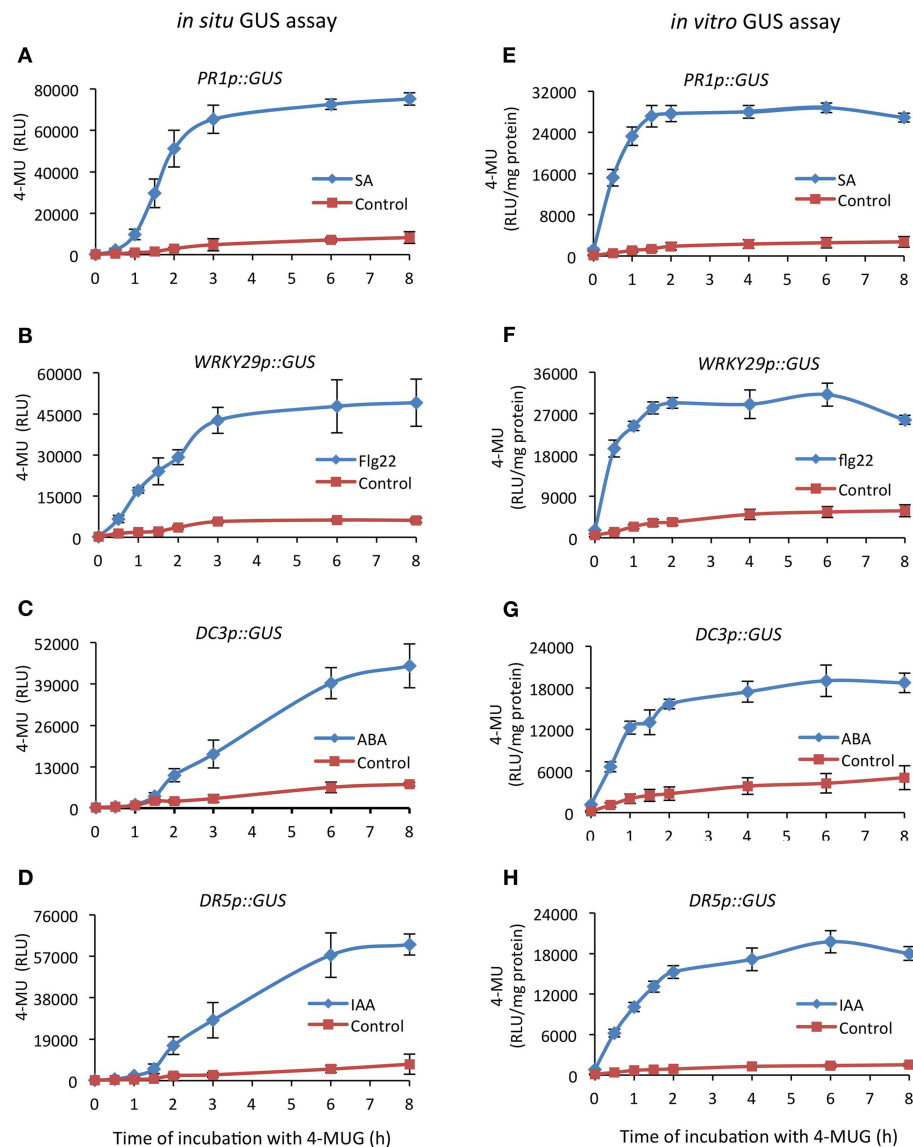 in situ GUS assay
in vitro GUS assay
A
PR1p::GUS
4-MU (RLU)
80000
60000
40000
20000
0
SA
Control
0 1 2 3 4 5 6 7 8
E
PR1p::GUS
4-MU
(RLU/mg protein)
32000
24000
16000
8000
0
SA
Control
0 1 2 3 4 5 6 7 8
B
WRKY29p::GUS
4-MU (RLU)
60000
45000
30000
15000
0
Flg22
Control
0 1 2 3 4 5 6 7 8
F
WRKY29p::GUS
4-MU
(RLU/mg protein)
36000
27000
18000
9000
0
flg22
Control
0 1 2 3 4 5 6 7 8
C
DC3p::GUS
4-MU (RLU)
52000
39000
26000
13000
0
ABA
Control
0 1 2 3 4 5 6 7 8
G
DC3p::GUS
4-MU
(RLU/mg protein)
24000
18000
12000
6000
0
ABA
Control
0 1 2 3 4 5 6 7 8
D
DR5p::GUS
4-MU (RLU)
76000
57000
38000
19000
0
IAA
Control
0 1 2 3 4 5 6 7 8
Time of incubation with 4-MUG (h)
H
DR5p::GUS
4-MU
(RLU/mg protein)
24000
18000
12000
6000
0
IAA
Control
0 1 2 3 4 5 6 7 8
Time of incubation with 4-MUG (h)